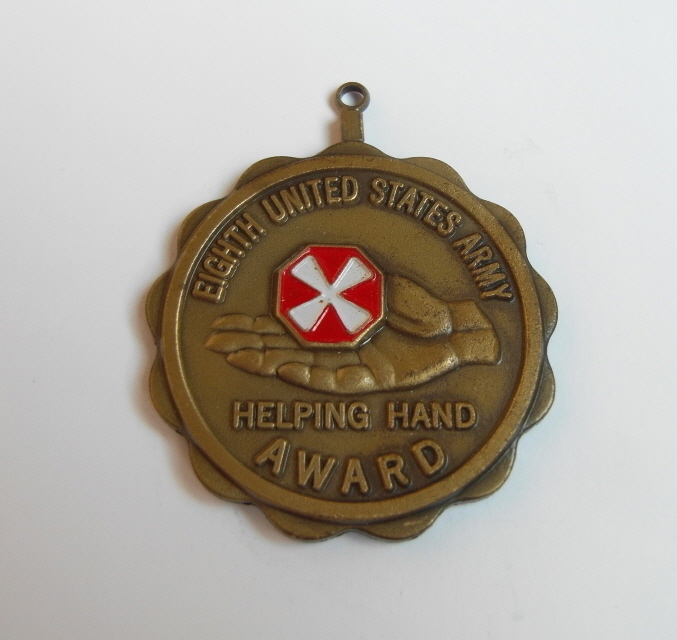 EIGHTH UNITED STATES ARMY
HELPING HAND
AWARD